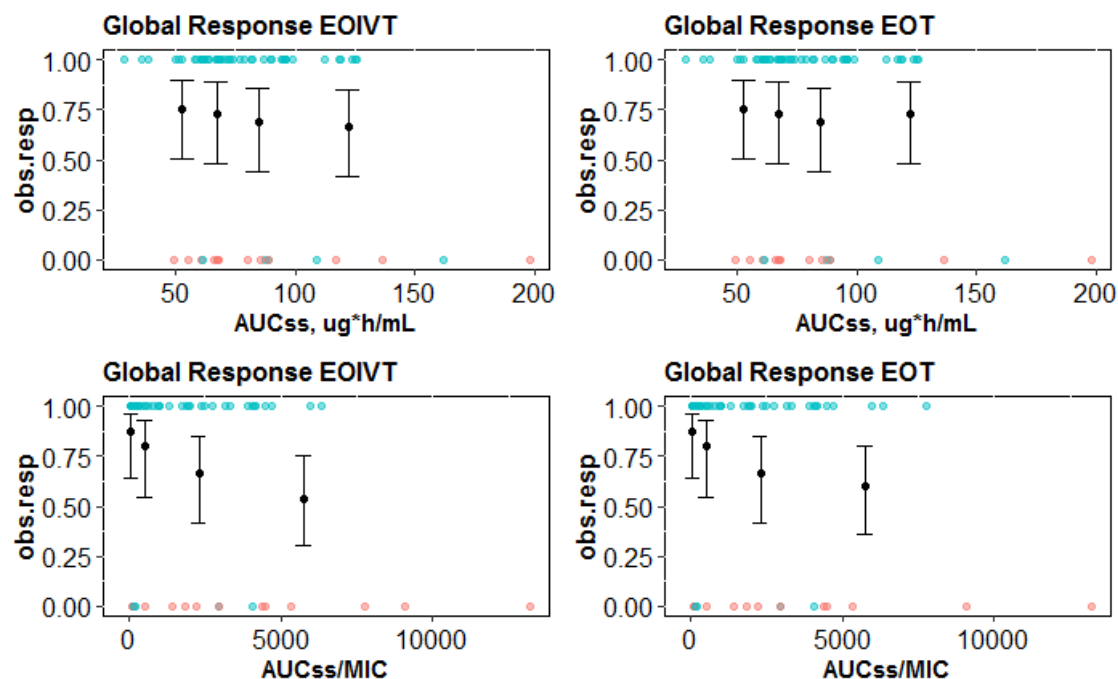 Global Response EOIVT
obs.resp
1.00
0.75
0.50
0.25
0.00
50 100 150 200
AUCss, ug*h/mL
Global Response EOT
obs.resp
1.00
0.75
0.50
0.25
0.00
50 100 150 200
AUCss, ug*h/mL
Global Response EOIVT
obs.resp
1.00
0.75
0.50
0.25
0.00
0 5000 10000
AUCss/MIC
Global Response EOT
obs.resp
1.00
0.75
0.50
0.25
0.00
0 5000 10000
AUCss/MIC